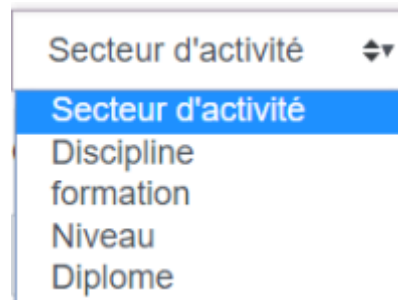 Secteur d'activité
Secteur d'activité
Discipline
formation
Niveau
Diplome